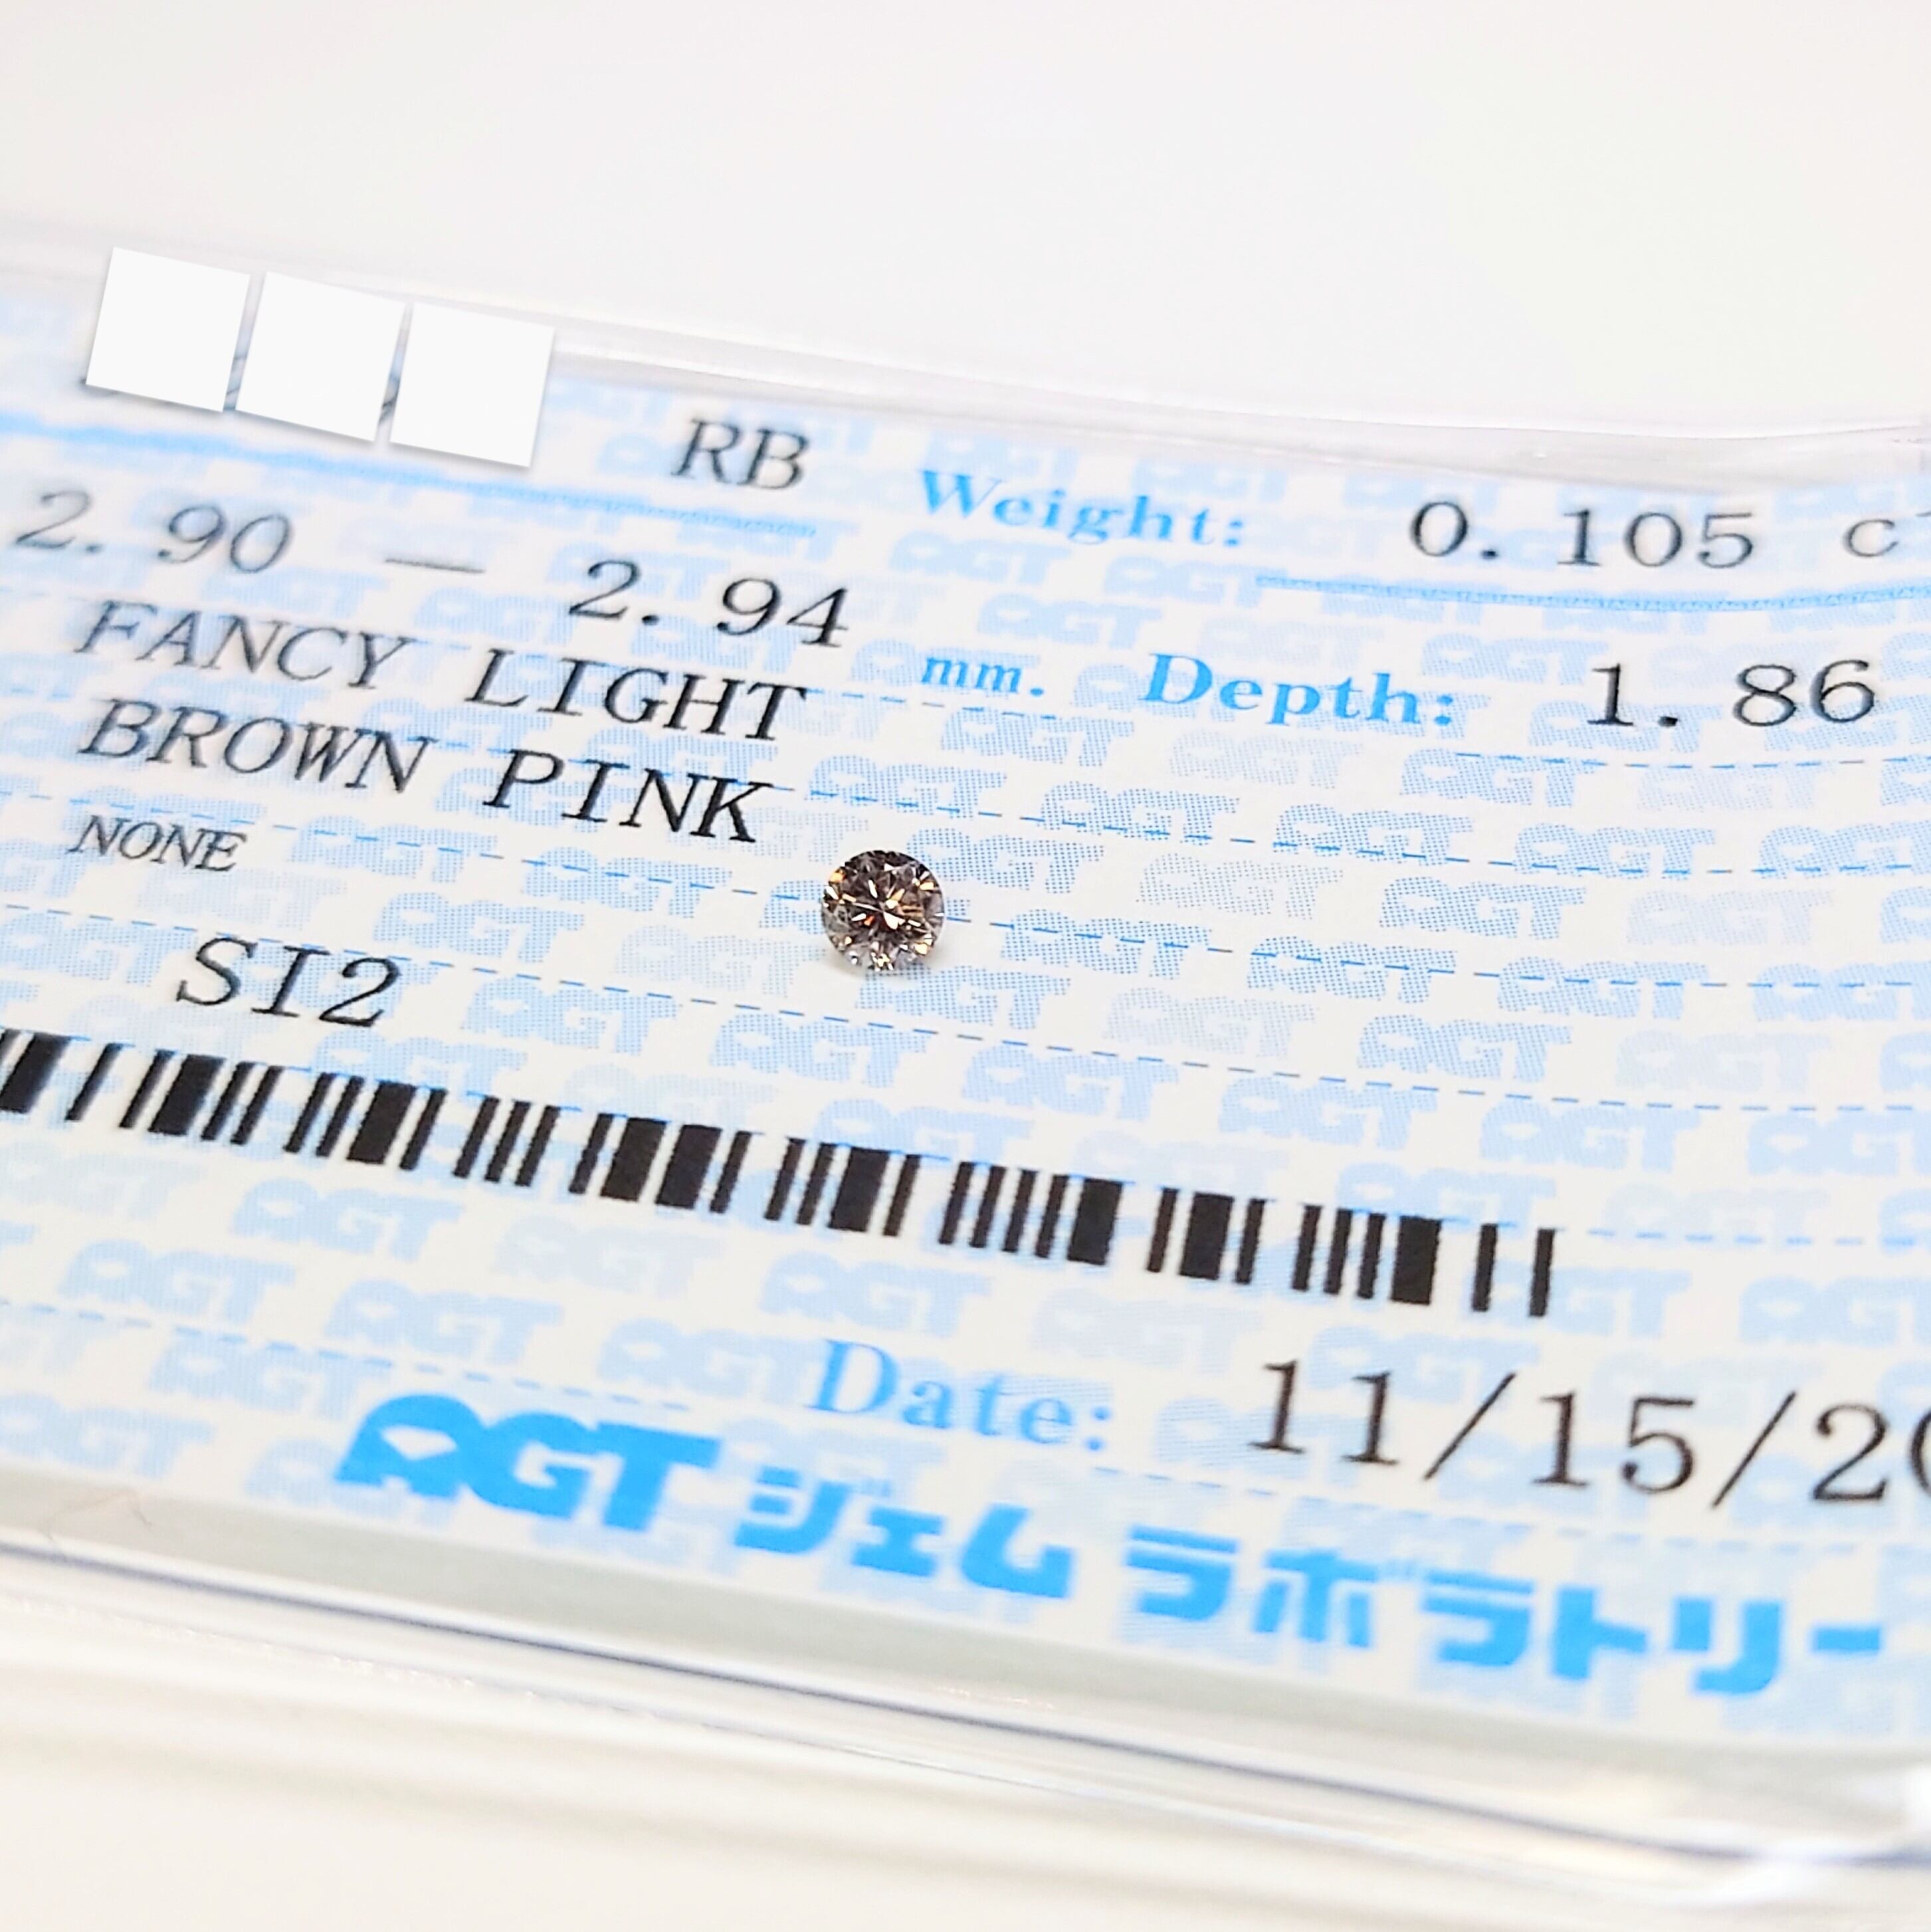 RB Weight: 0.105 c
2.90 — 2.94 mm. Depth: 1.86
FANCY LIGHT
BROWN PINK
NONE
SI2
Date: 11/15/20
AGT ジェム ラボラトリー